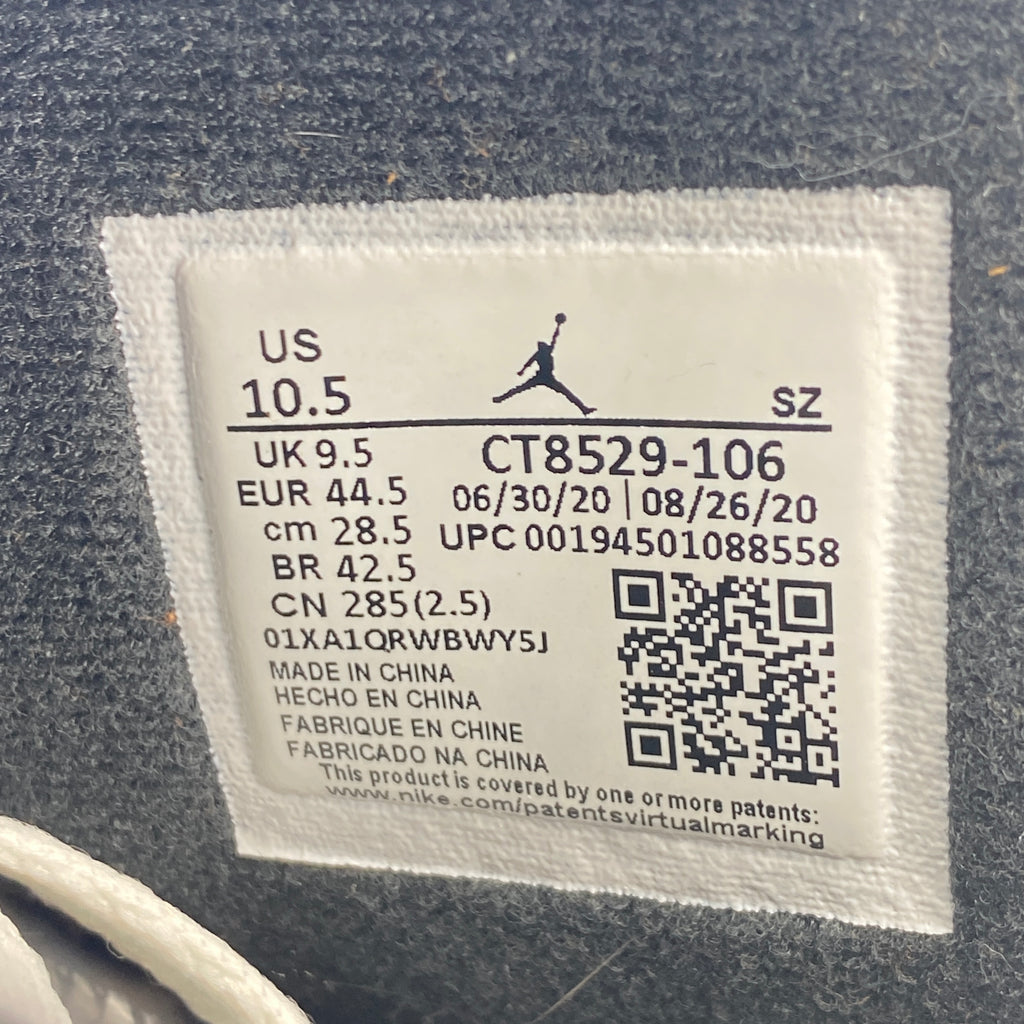 US
10.5
SZ
UK 9.5
CT8529-106
EUR 44.5
06/30/20 | 08/26/20
cm 28.5
UPC 00194501088558
BR 42.5
CN 285(2.5)
01XA1QRWBWY5J
MADE IN CHINA
HECHO EN CHINA
FABRIQUE EN CHINE
FABRICADO NA CHINA
This product is covered by one or more patents:
www.nike.com/patentsvirtualmarking